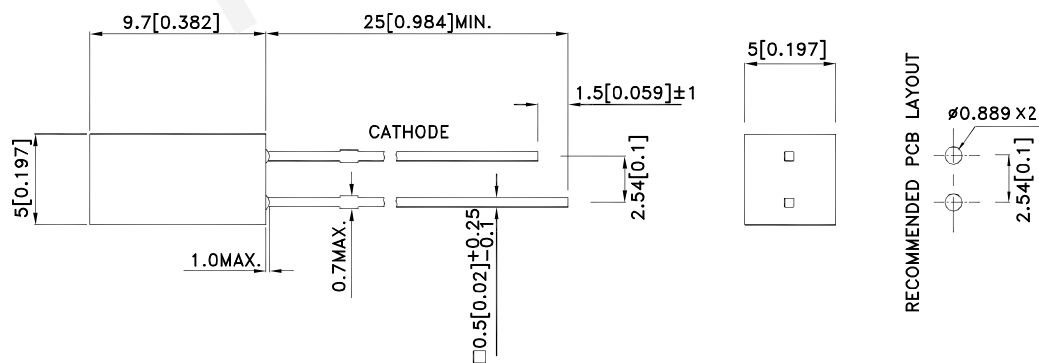 9.7[0.382]
25[0.984]MIN.
5[0.197]
1.5[0.059]±1
CATHODE
5[0.197]
2.54[0.1]
1.0MAX.
0.7MAX.
□0.5[0.02]+0.25
-0.1
RECOMMENDED PCB LAYOUT
ø0.889 X2
2.54[0.1]